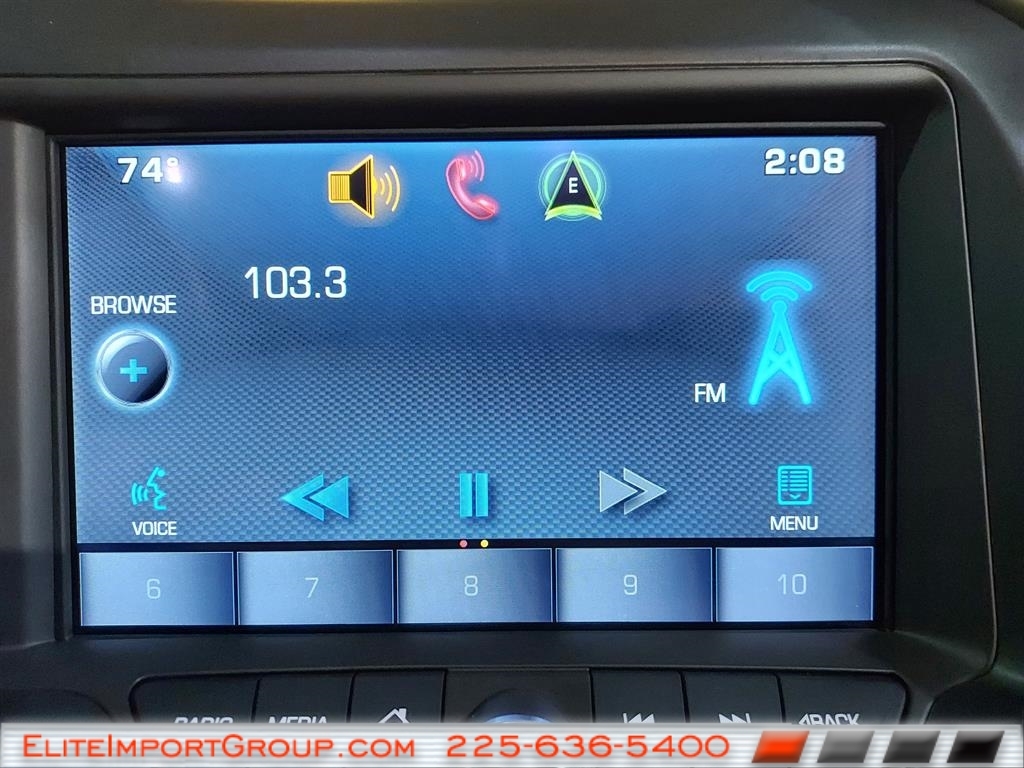 74° 2:08
E
103.3
BROWSE
FM
VOICE MENU
6 7 8 9 10
RADIO MEDIA BACK
EliteImportGroup.com 225-636-5400